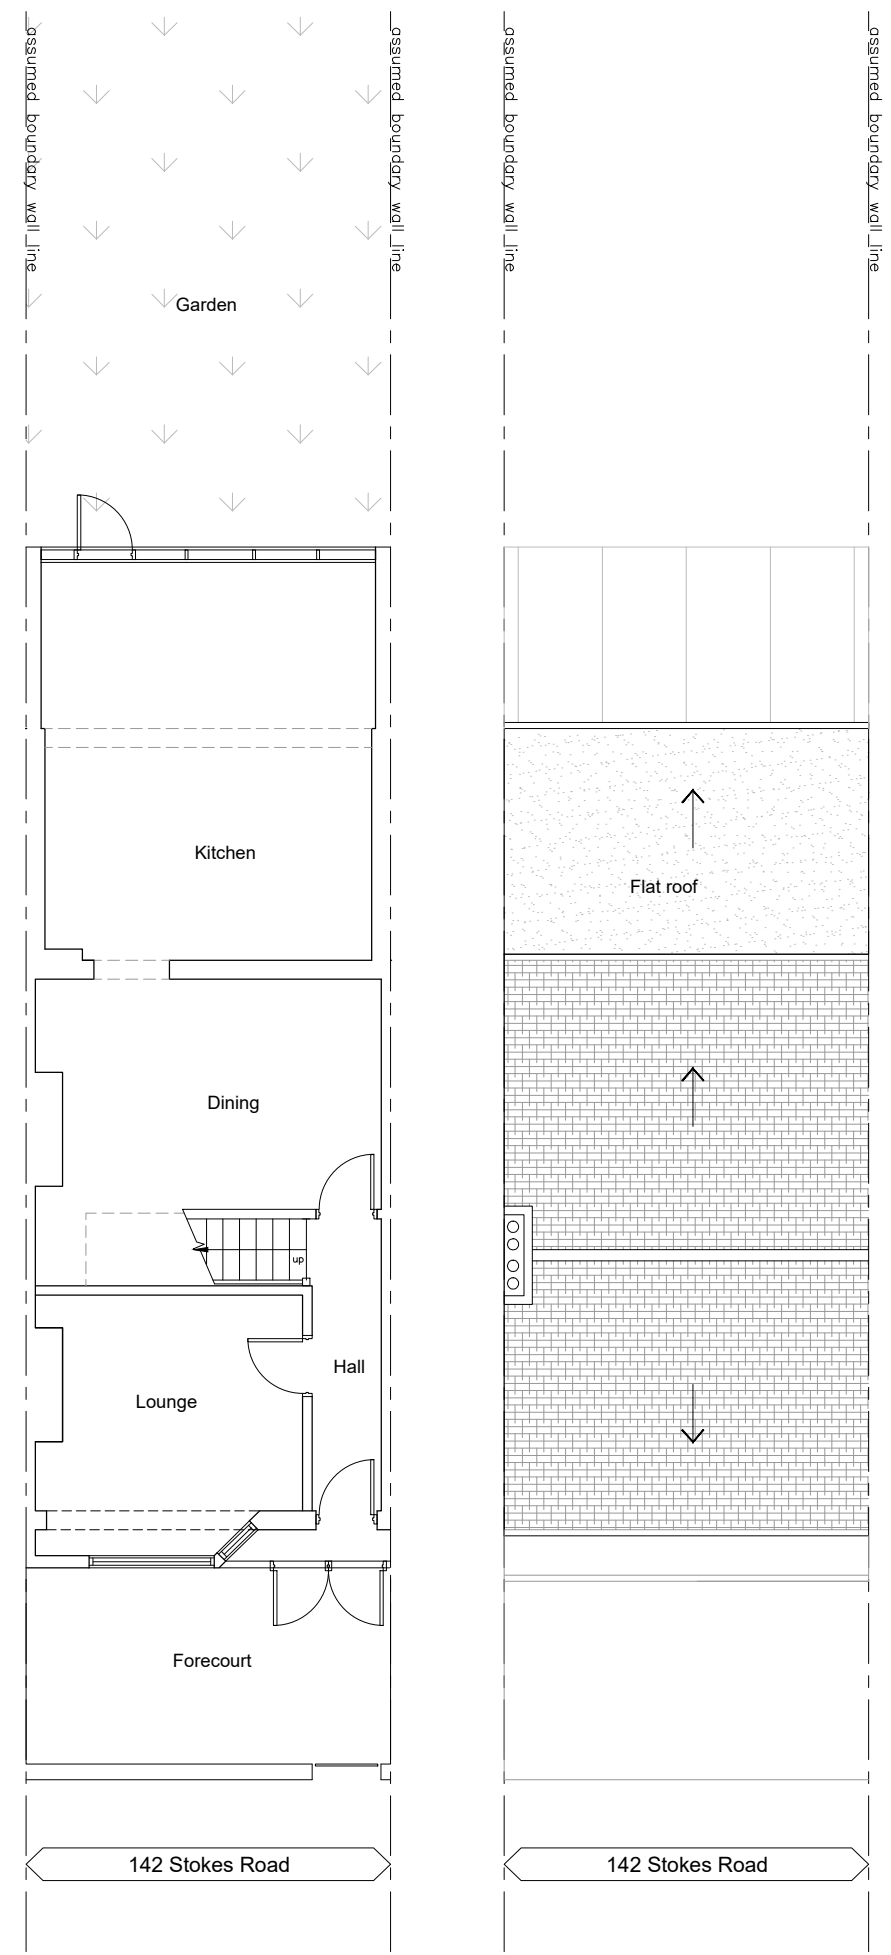 assumed boundary wall line
assumed boundary wall line
assumed boundary wall line
assumed boundary wall line
Garden
Kitchen
Flat roof
Dining
up
Hall
Lounge
Forecourt
142 Stokes Road
142 Stokes Road